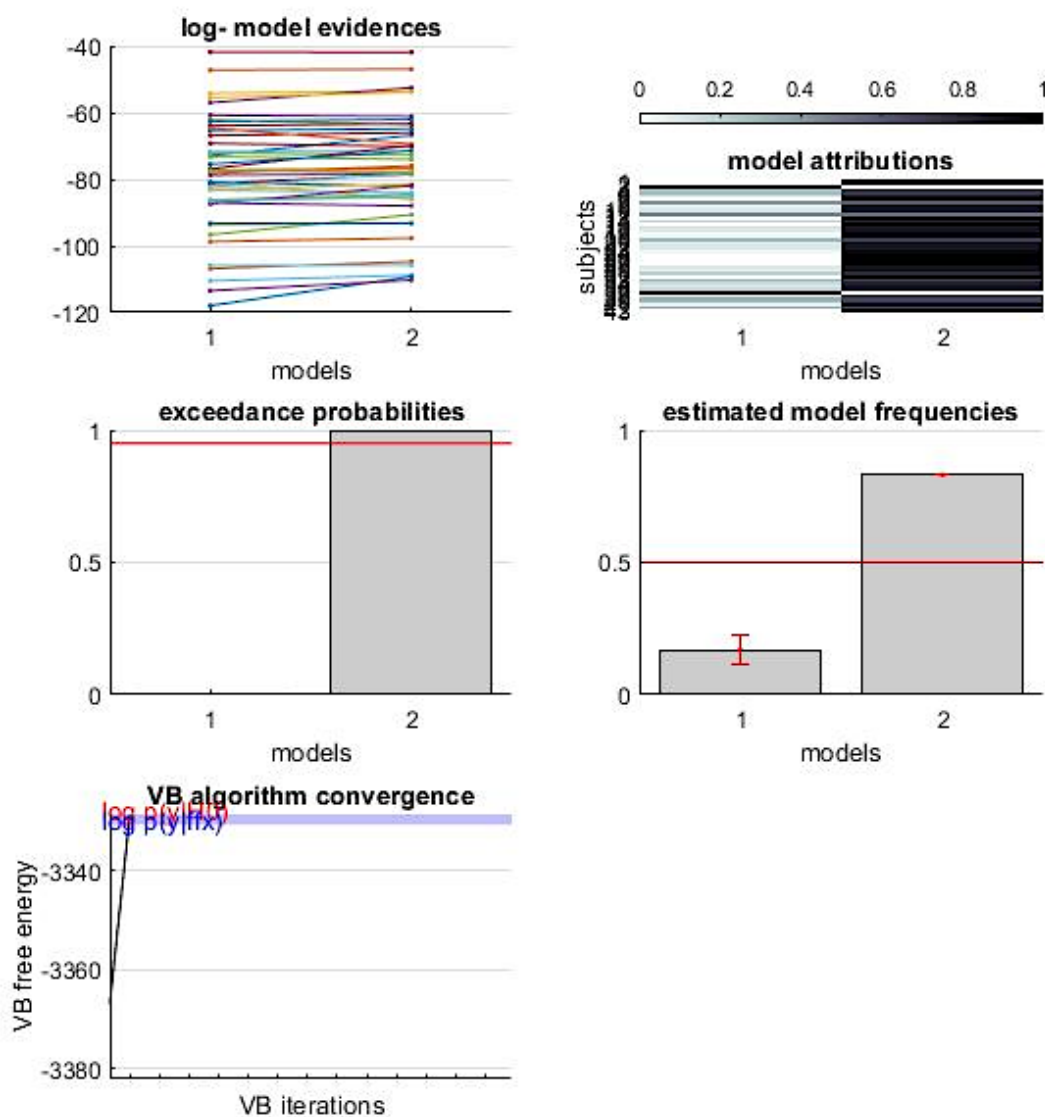 log- model evidences
-40
-60
-80
-100
-120
1 2
models
0 0.2 0.4 0.6 0.8 1
model attributions
subjects
1 2
models
exceedance probabilities
1
0.5
0
1 2
models
estimated model frequencies
1
0.5
0
1 2
models
VB algorithm convergence
log p(y|ffx)
VB free energy
-3340
-3360
-3380
VB iterations